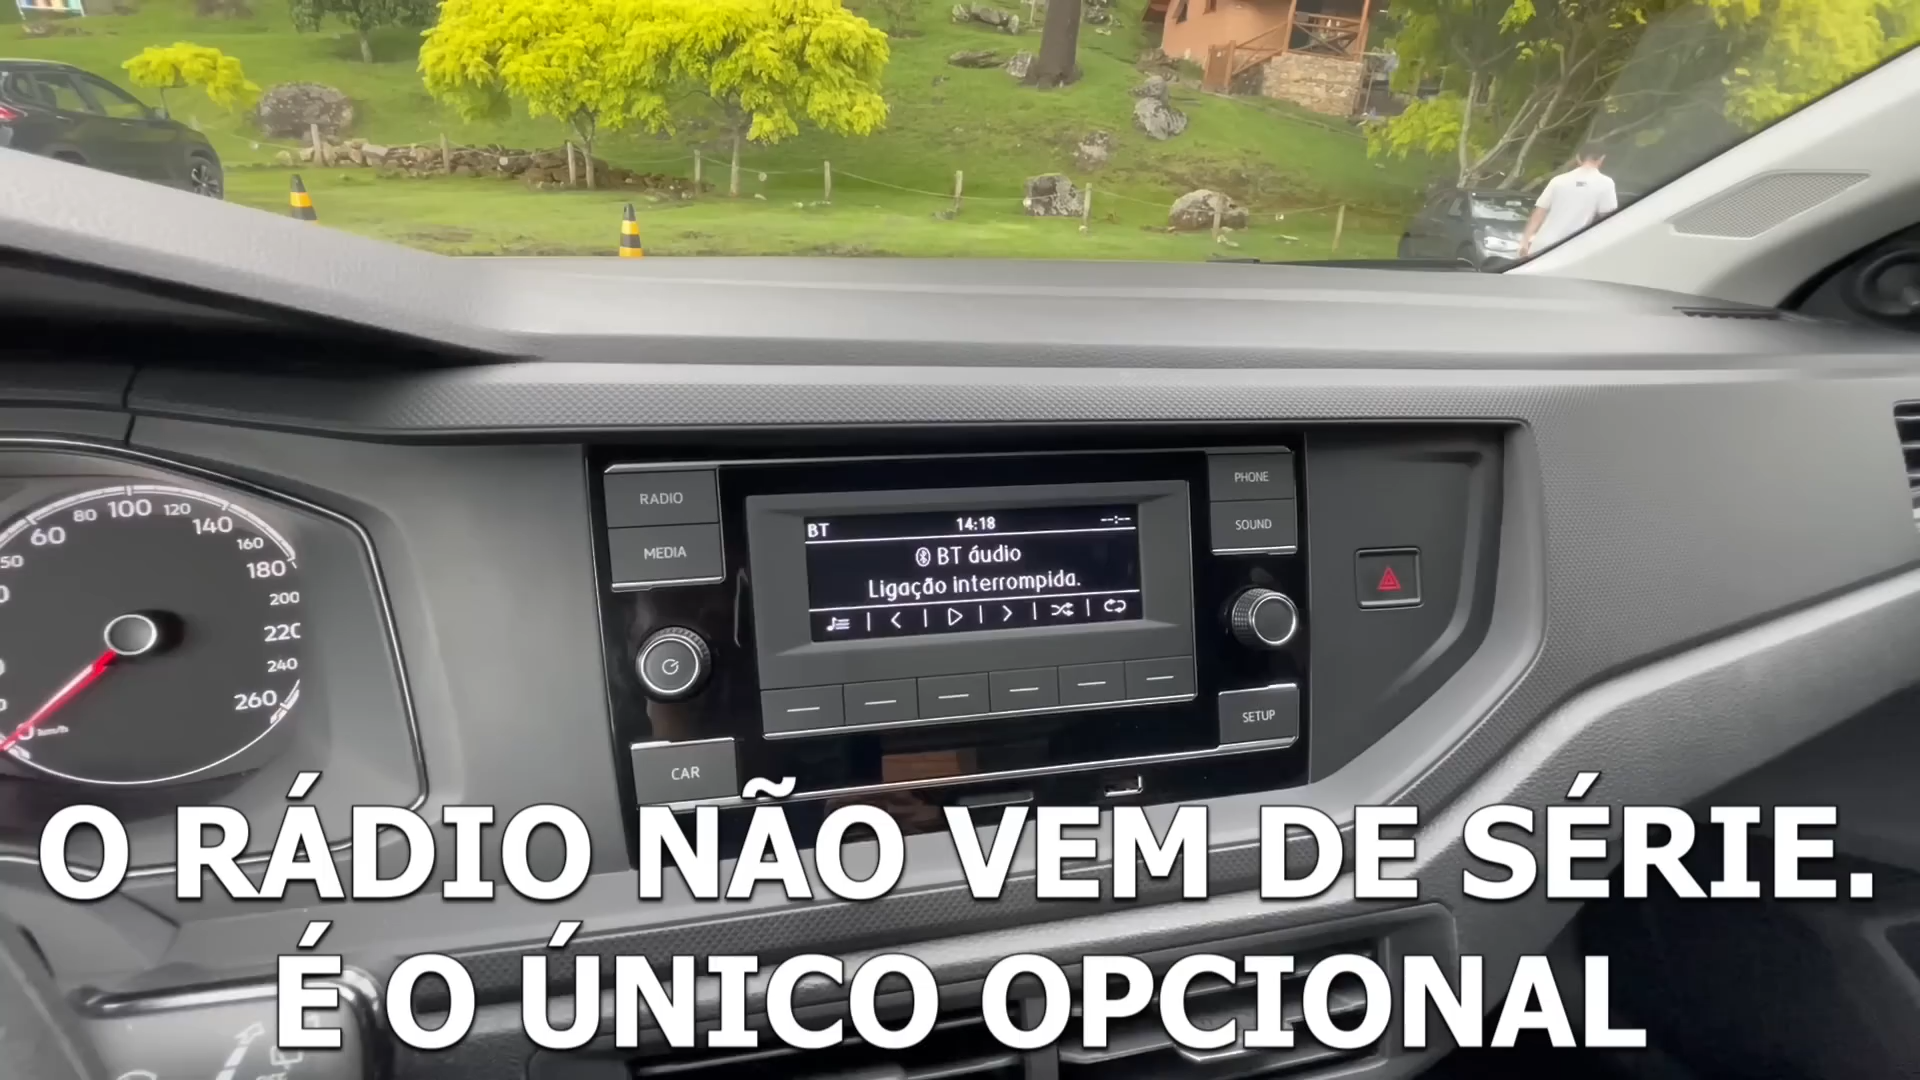 RADIO
MEDIA
PHONE
SOUND
BT 14:18 --:--
BT áudio
Ligação interrompida.
SETUP
CAR
60 80 100 120 140 160 180 200 220 240 260
km/h
O RÁDIO NÃO VEM DE SÉRIE.
É O ÚNICO OPCIONAL